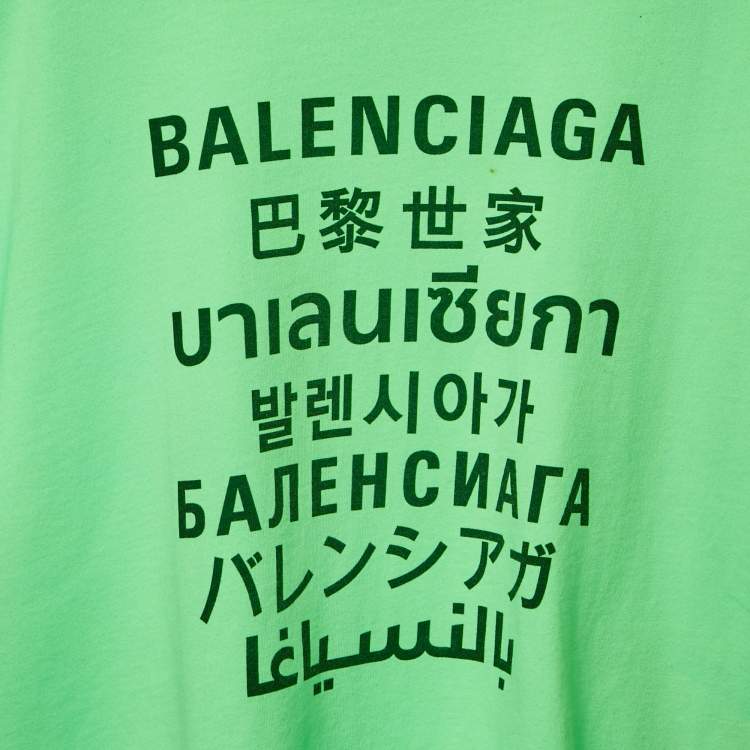 BALENCIAGA
巴黎世家
บาเลนเซียกา
발렌시아가
БАЛЕНСИАГА
バレンシアガ
بالنسياغا